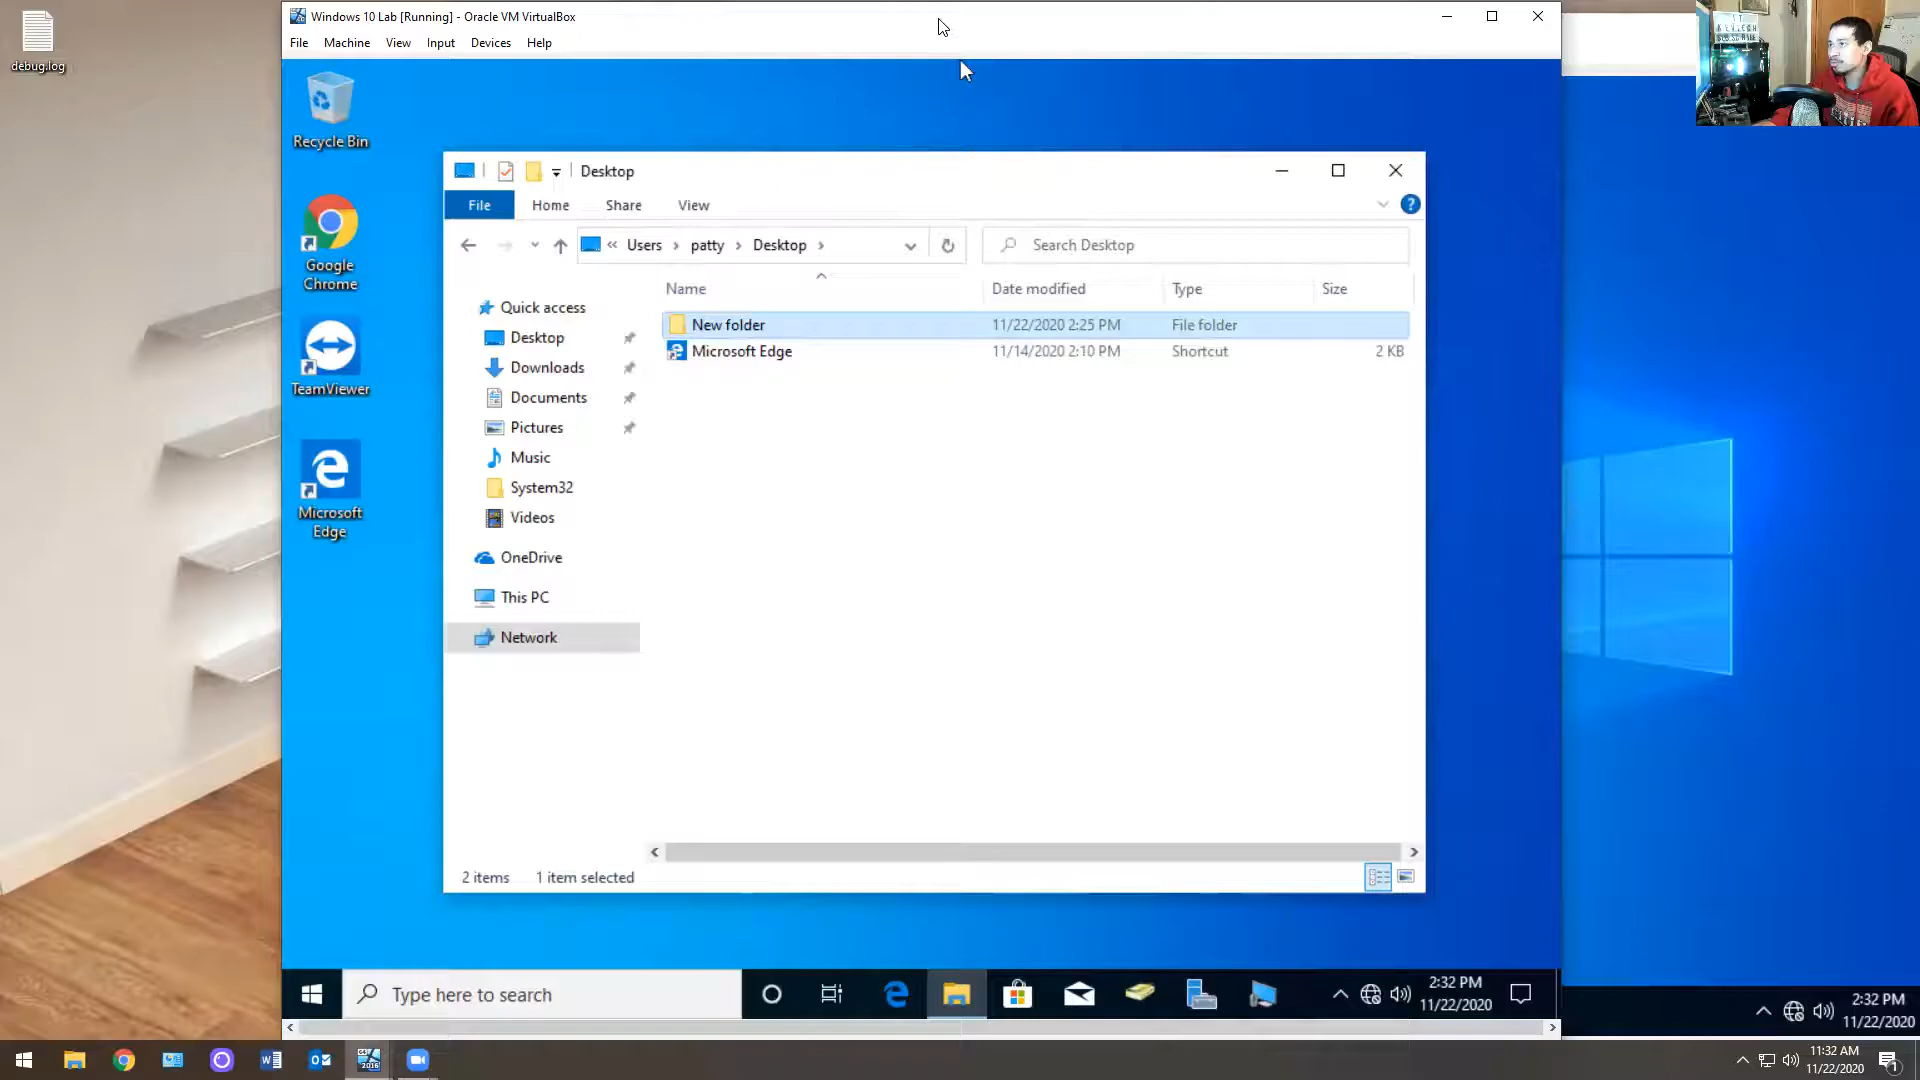 debug.log
Windows 10 Lab [Running] - Oracle VM VirtualBox
File Machine View Input Devices Help
Recycle Bin
Google
Chrome
TeamViewer
Microsoft
Edge
Desktop
File Home Share View
« Users › patty › Desktop ›
Search Desktop
Name Date modified Type Size
New folder 11/22/2020 2:25 PM File folder
Microsoft Edge 11/14/2020 2:10 PM Shortcut 2 KB
Quick access
Desktop
Downloads
Documents
Pictures
Music
System32
Videos
OneDrive
This PC
Network
2 items 1 item selected
Type here to search
2:32 PM
11/22/2020
2:32 PM
11/22/2020
2016
11:32 AM
11/22/2020
1